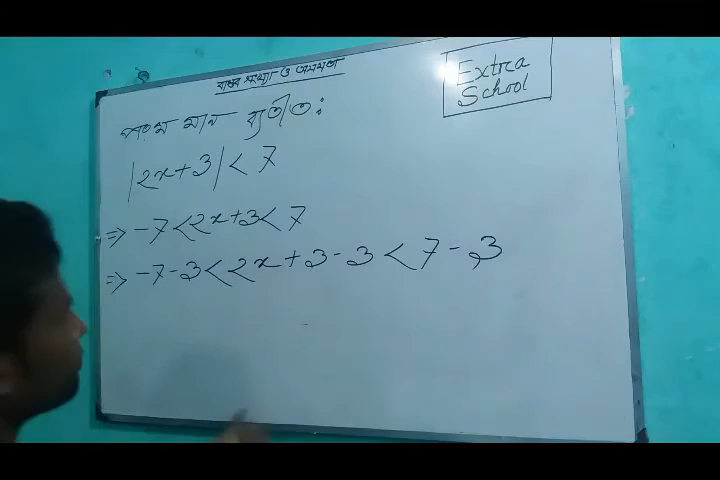 বাস্তব সংখ্যা ও অসমতা
Extra
School
পরম মান ব্যতীত:
|2x+3| < 7
⇒ -7 < 2x+3 < 7
⇒ -7-3 < 2x+3-3 < 7-3